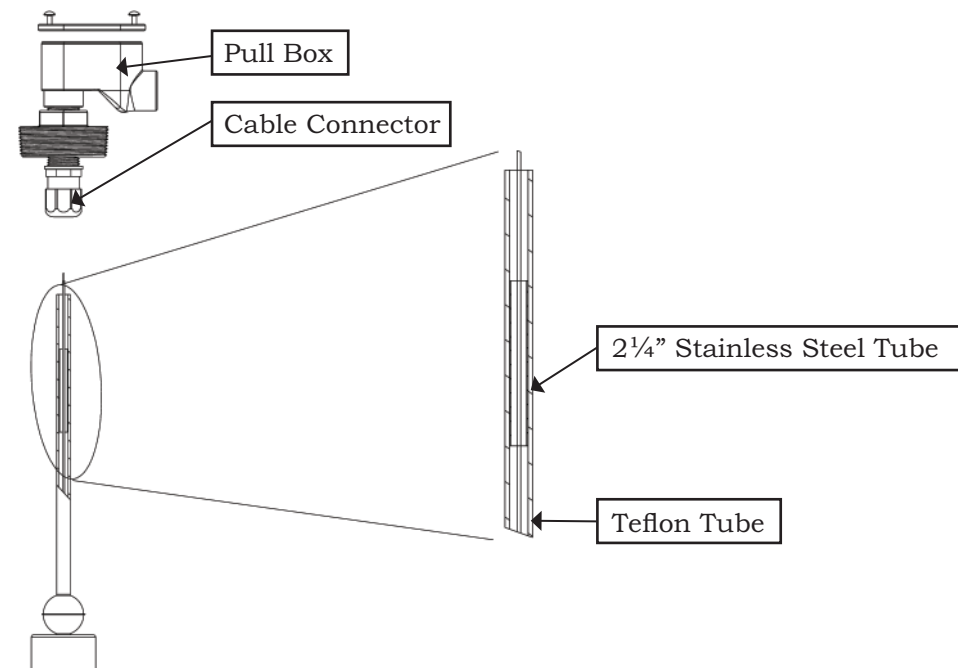 Pull Box
Cable Connector
2¼” Stainless Steel Tube
Teflon Tube